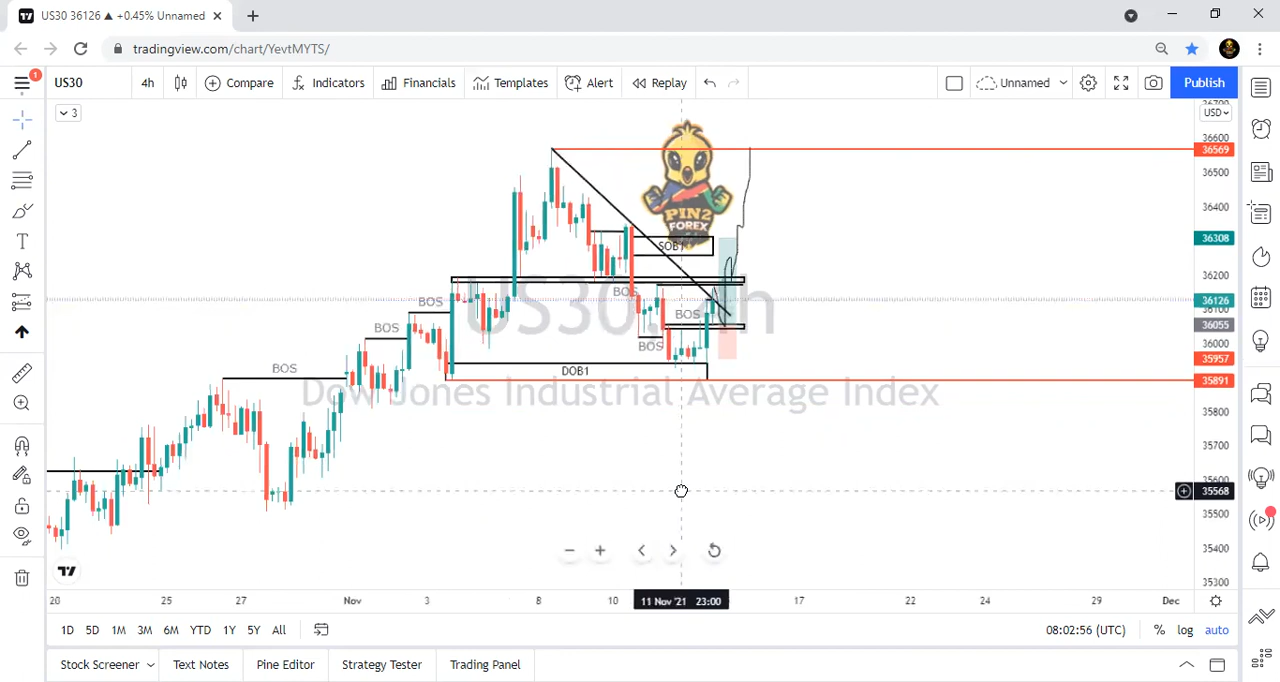 US30 36126 ▲ +0.45% Unnamed
tradingview.com/chart/YevtMYTS/
1
US30
4h
Compare
Indicators
Financials
Templates
Alert
Replay
Unnamed
Publish
3
USD
36600
36569
36500
36400
36308
36200
36126
36055
36000
35957
35891
35800
35700
35568
35500
35400
35300
PIN2
FOREX
SOB1
BOS
BOS
BOS
BOS
BOS
BOS
DOB1
US30, 4h
Dow Jones Industrial Average Index
20
25
27
Nov
3
8
10
11 Nov '21 23:00
17
22
24
29
Dec
1D
5D
1M
3M
6M
YTD
1Y
5Y
All
08:02:56 (UTC)
%
log
auto
Stock Screener
Text Notes
Pine Editor
Strategy Tester
Trading Panel